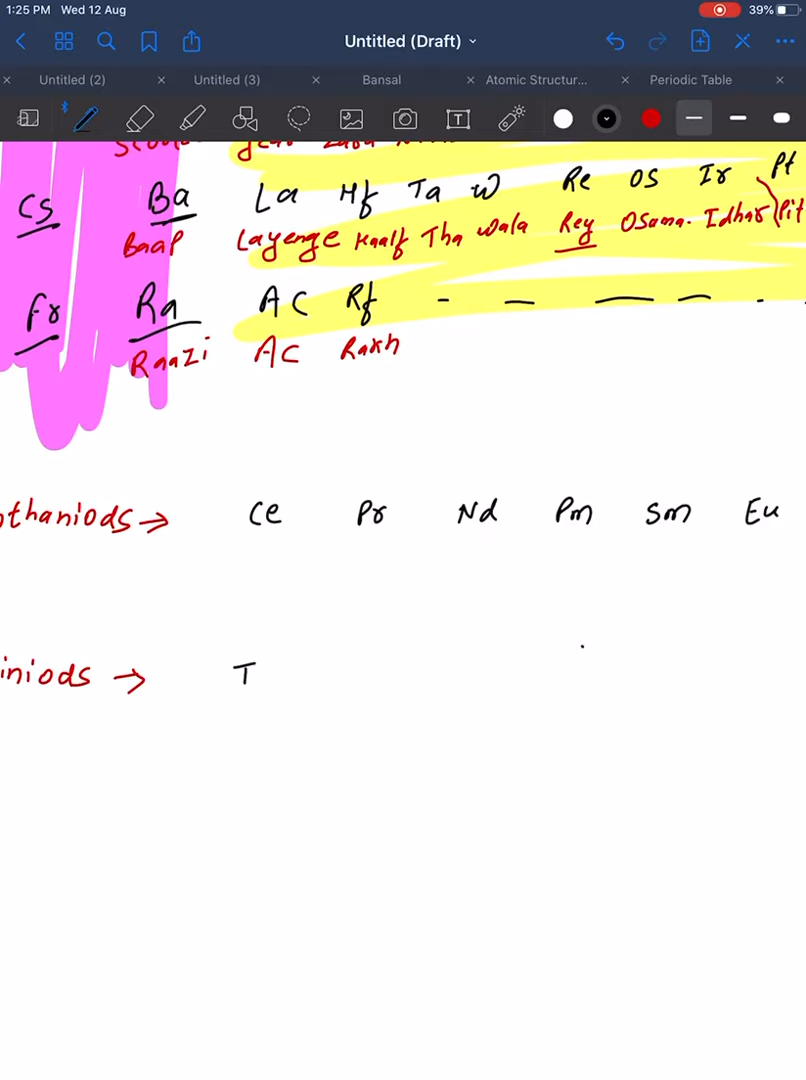 1:25 PM Wed 12 Aug 39%
Untitled (Draft)
Untitled (2) Untitled (3) Bansal Atomic Structur... Periodic Table
Cs Ba La Hf Ta W Re Os Ir Pt
Baap Layenge Haalf Tha Wala Rey Osama. Idhar Pit
Fr Ra Ac Rf - - - - -
Raazi Ac Rakh
thaniods → Ce Pr Nd Pm Sm Eu
iniods → T